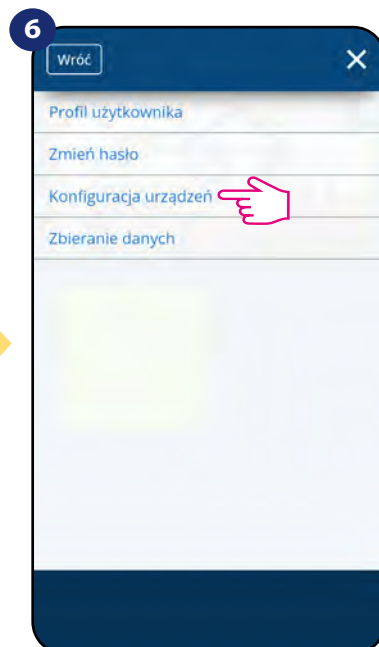 6
Wróć
Profil użytkownika
Zmień hasło
Konfiguracja urządzeń
Zbieranie danych